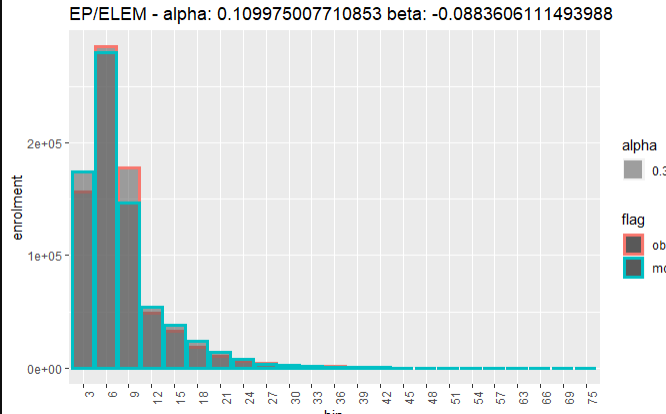 EP/ELEM - alpha: 0.109975007710853 beta: -0.0883606111493988
enrolment
2e+05
1e+05
0e+00
3 6 9 12 15 18 21 24 27 30 33 36 39 42 45 48 51 54 57 63 66 69 75
alpha
0.3
flag
ob
mo